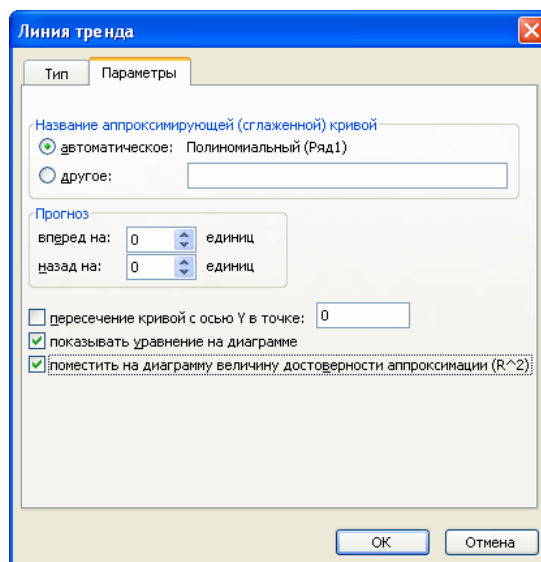 Линия тренда
Тип
Параметры
Название аппроксимирующей (сглаженной) кривой
автоматическое: Полиномиальный (Ряд1)
другое:
Прогноз
вперед на: 0 единиц
назад на: 0 единиц
пересечение кривой с осью Y в точке: 0
показывать уравнение на диаграмме
поместить на диаграмму величину достоверности аппроксимации (R^2)
ОК
Отмена